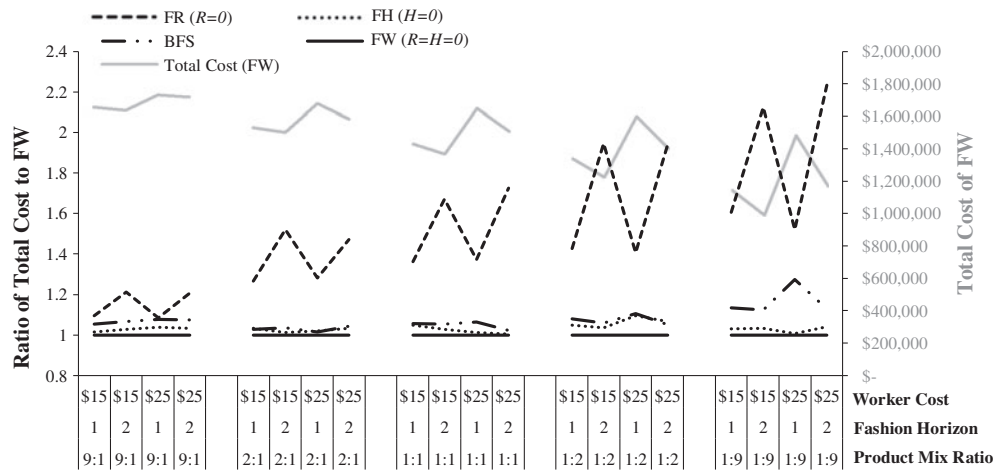 FR (R=0)
FH (H=0)
BFS
FW (R=H=0)
Total Cost (FW)
Ratio of Total Cost to FW
2.4
2.2
2
1.8
1.6
1.4
1.2
1
0.8
Total Cost of FW
$2,000,000
$1,800,000
$1,600,000
$1,400,000
$1,200,000
$1,000,000
$800,000
$600,000
$400,000
$200,000
$-
$15 $15 $25 $25 $15 $15 $25 $25 $15 $15 $25 $25 $15 $15 $25 $25 $15 $15 $25 $25 Worker Cost
1 2 1 2 1 2 1 2 1 2 1 2 1 2 1 2 1 2 1 2 Fashion Horizon
9:1 9:1 9:1 9:1 2:1 2:1 2:1 2:1 1:1 1:1 1:1 1:1 1:2 1:2 1:2 1:2 1:9 1:9 1:9 1:9 Product Mix Ratio